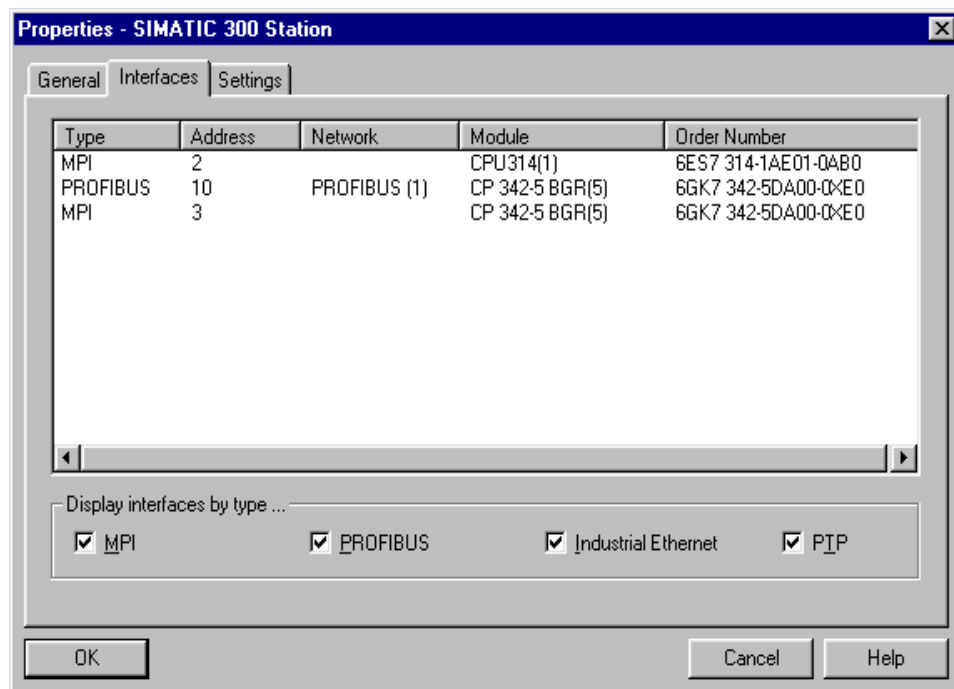 Properties - SIMATIC 300 Station
General Interfaces Settings
Type Address Network Module Order Number
MPI 2 CPU314(1) 6ES7 314-1AE01-0AB0
PROFIBUS 10 PROFIBUS (1) CP 342-5 BGR(5) 6GK7 342-5DA00-0XE0
MPI 3 CP 342-5 BGR(5) 6GK7 342-5DA00-0XE0
Display interfaces by type ...
MPI PROFIBUS Industrial Ethernet PTP
OK Cancel Help